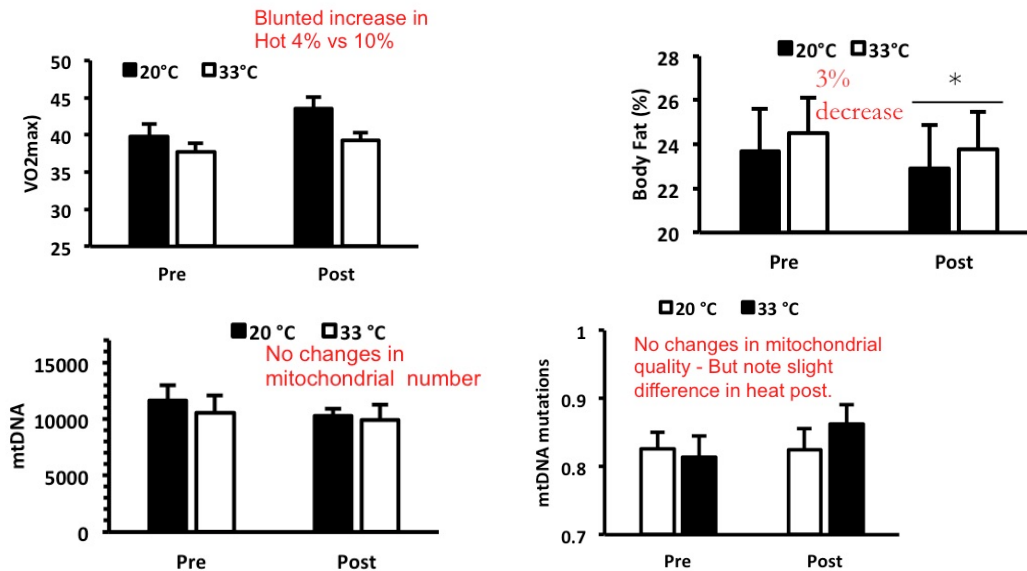 Blunted increase in
Hot 4% vs 10%
50
20°C 33°C
45
40
35
30
25
VO2max)
Pre Post
28
20°C 33°C
3%
decrease
*
26
24
22
20
Body Fat (%)
Pre Post
20 °C 33 °C
No changes in
mitochondrial number
15000
10000
5000
0
mtDNA
Pre Post
20 °C 33 °C
1
No changes in mitochondrial
quality - But note slight
difference in heat post.
0.9
0.8
0.7
mtDNA mutations
Pre Post